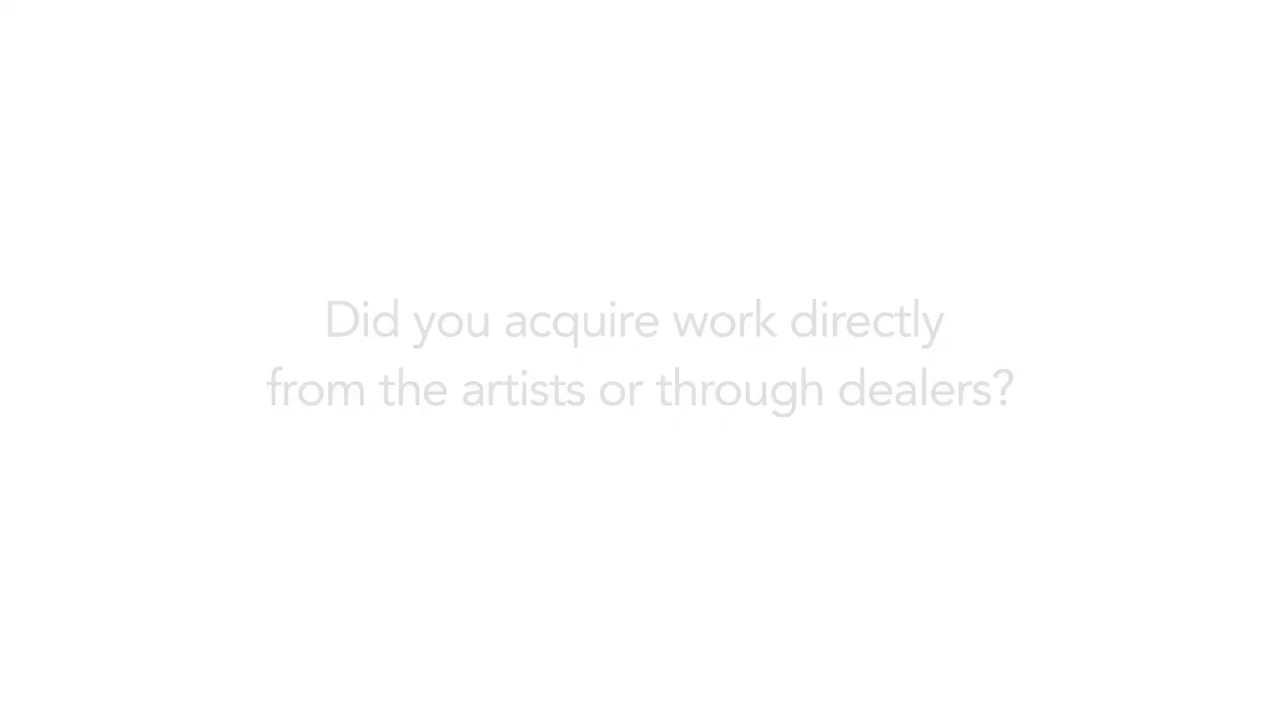 Did you acquire work directly
from the artists or through dealers?